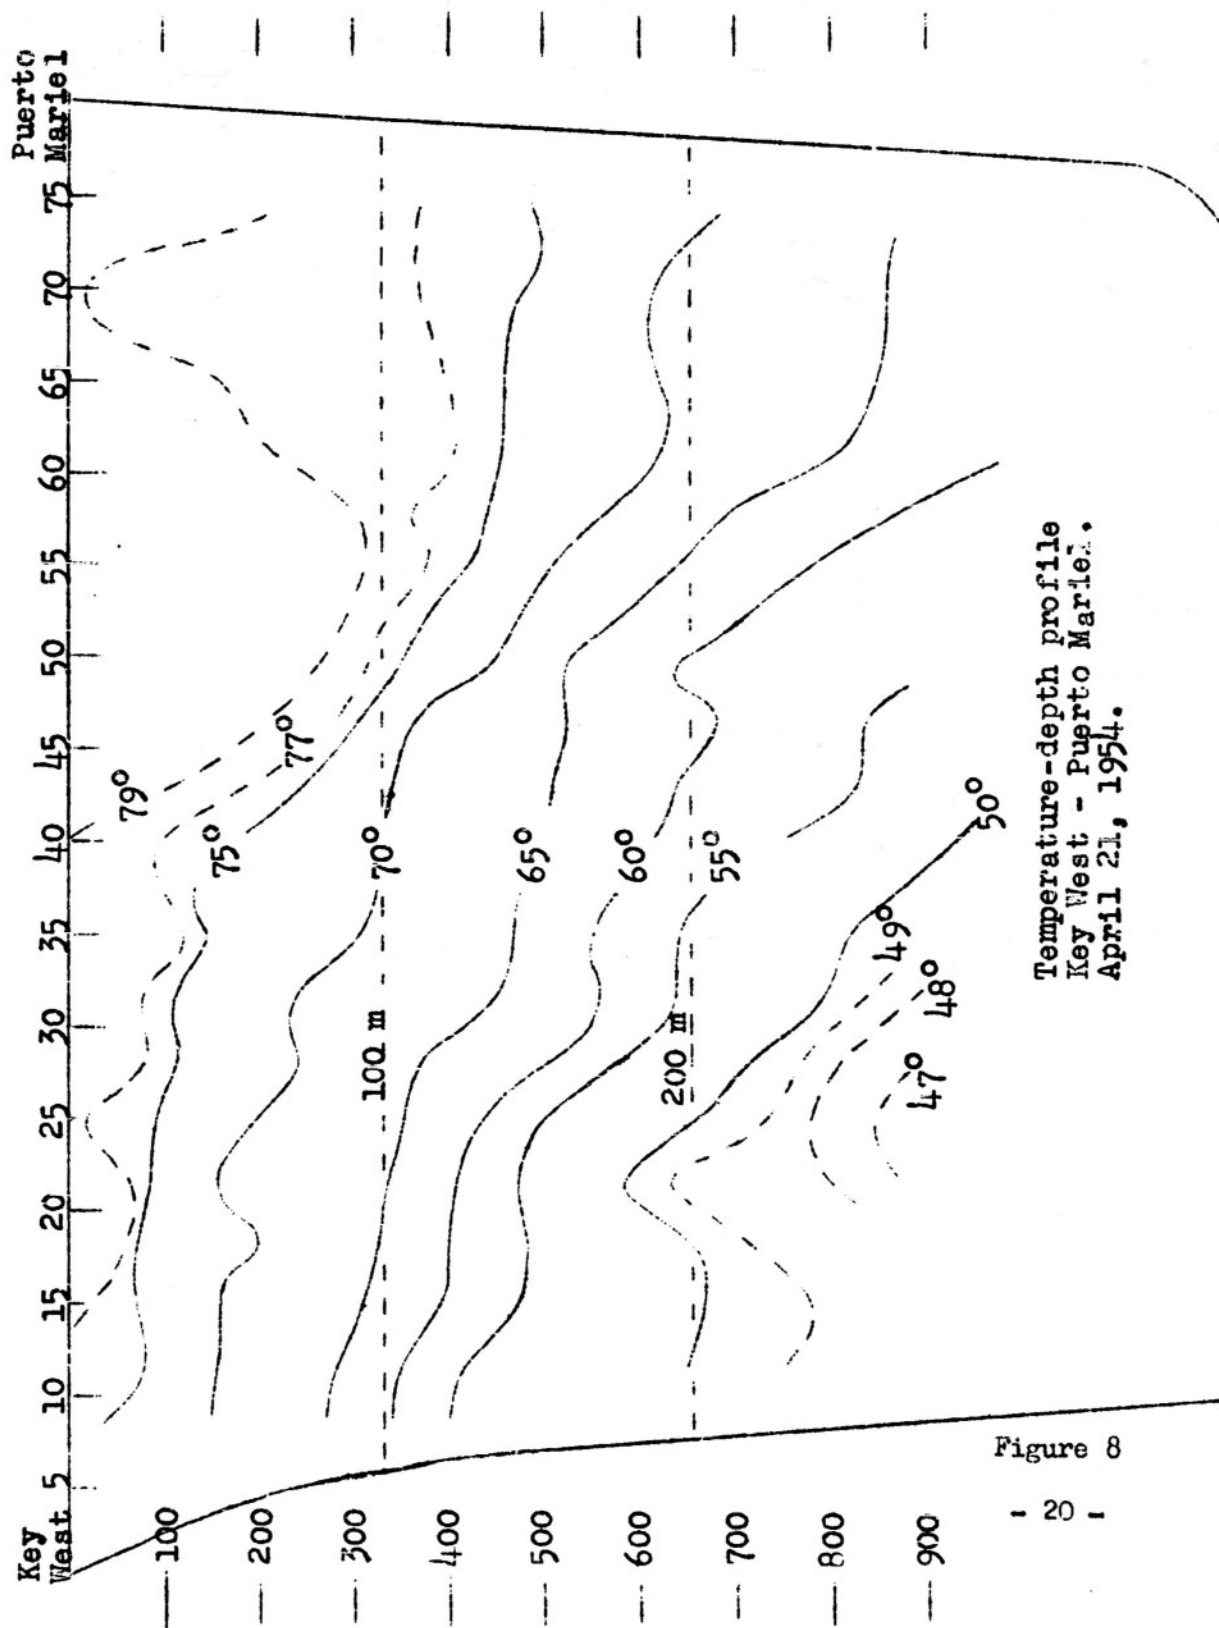 Key
West 5 10 15 20 25 30 35 40 45 50 55 60 65 70 75 Puerto
Mariel
100
200
300
400
500
600
700
800
900
79°
77°
75°
70°
65°
60°
55°
50°
49°
48°
47°
100 m
200 m
Temperature-depth profile
Key West - Puerto Mariel.
April 21, 1954.
Figure 8
- 20 -